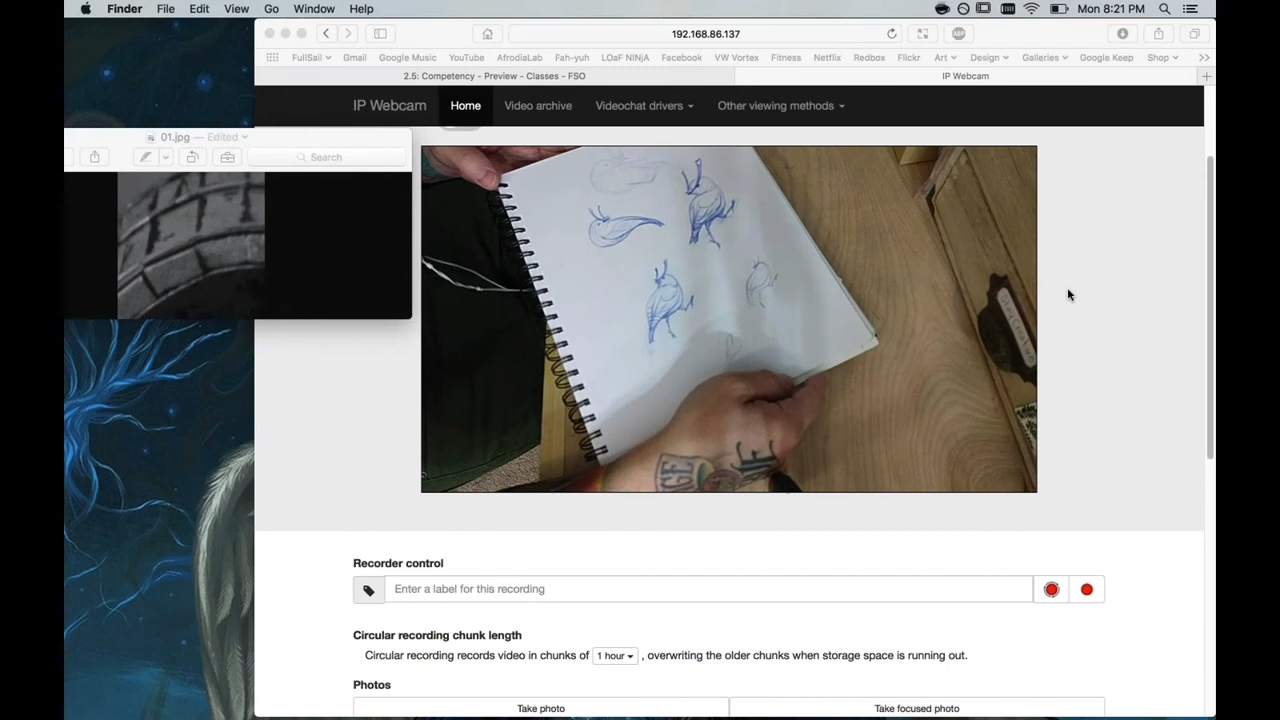 Finder File Edit View Go Window Help Mon 8:21 PM
192.168.86.137
ABP
FullSail Gmail Google Music YouTube AfrodiaLab Fah-yuh LOaF NiNjA Facebook VW Vortex Fitness Netflix Redbox Flickr Art Design Galleries Google Keep Shop
2.5: Competency - Preview - Classes - FSO IP Webcam
IP Webcam Home Video archive Videochat drivers Other viewing methods
01.jpg — Edited
Search
Recorder control
Enter a label for this recording
Circular recording chunk length
Circular recording records video in chunks of 1 hour , overwriting the older chunks when storage space is running out.
Photos
Take photo Take focused photo